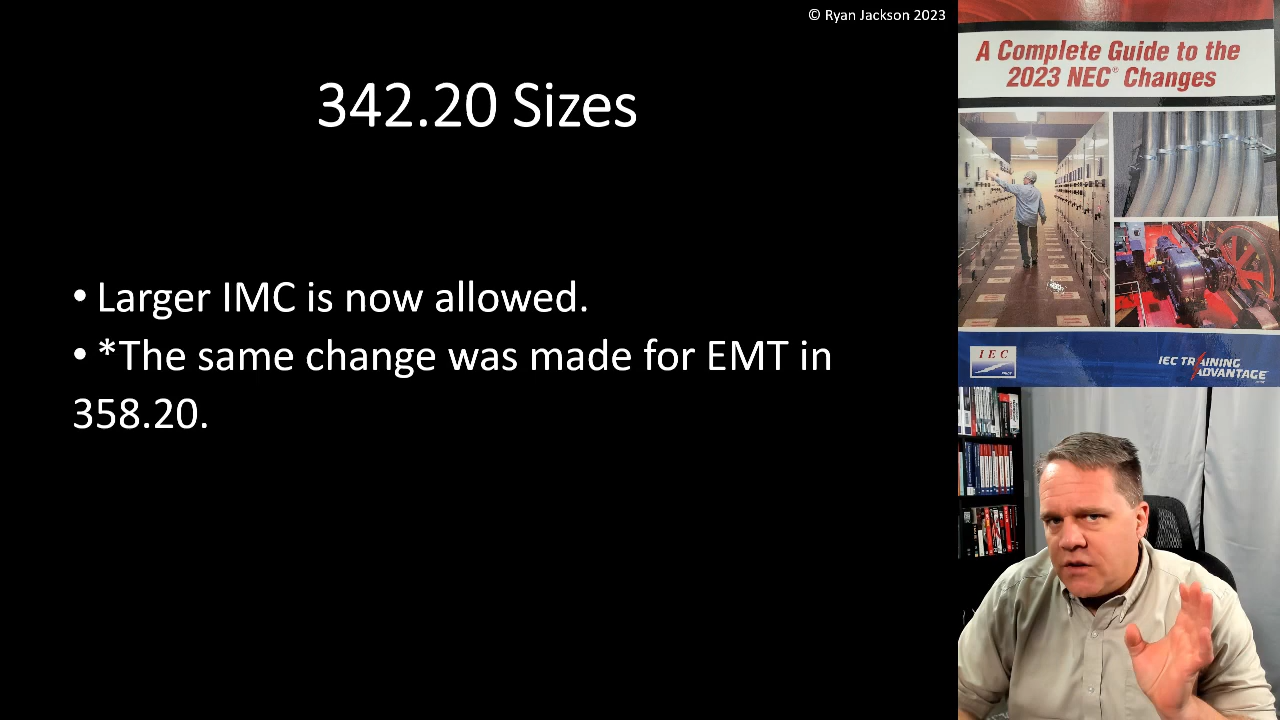 © Ryan Jackson 2023
342.20 Sizes
• Larger IMC is now allowed.
• *The same change was made for EMT in
358.20.
A Complete Guide to the
2023 NEC® Changes
IEC
IEC TRAINING
ADVANTAGE